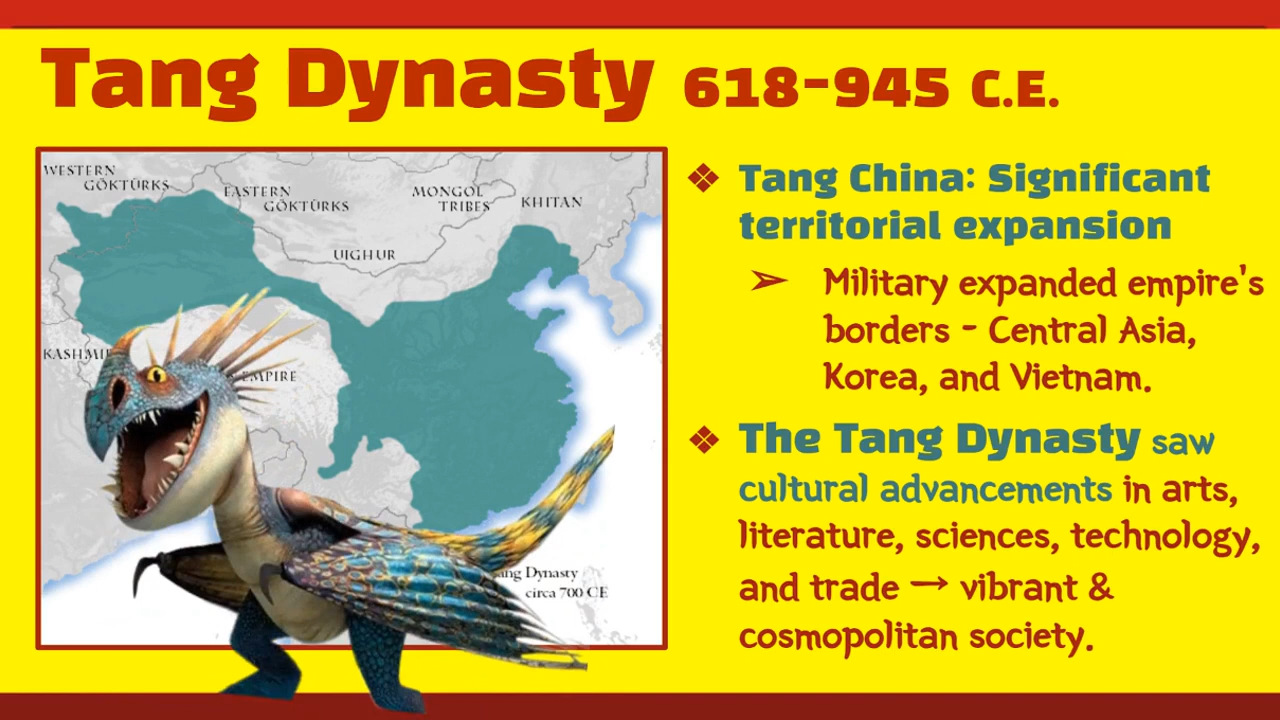 Tang Dynasty 618-945 C.E.
WESTERN
GÖKTÜRKS
EASTERN
GÖKTÜRKS
MONGOL
TRIBES
KHITAN
UIGHUR
EMPIRE
Dynasty
circa 700 CE
❖ Tang China: Significant
territorial expansion
➢ Military expanded empire's
borders - Central Asia,
Korea, and Vietnam.
❖ The Tang Dynasty saw
cultural advancements in arts,
literature, sciences, technology,
and trade → vibrant &
cosmopolitan society.